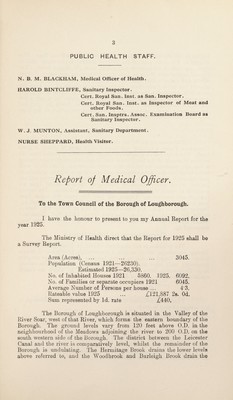 3
PUBLIC HEALTH STAFF.
N. B. M. BLACKHAM, Medical Officer of Health.
HAROLD BINTCLIFFE, Sanitary Inspector.
Cert. Royal San. Inst. as San. Inspector.
Cert. Royal San. Inst. as Inspector of Meat and
other Foods.
Cert. San. Insptrs. Assoc. Examination Board as
Sanitary Inspector.
W. J. MUNTON, Assistant, Sanitary Department.
NURSE SHEPPARD, Health Visitor.
Report of Medical Officer.
To the Town Council of the Borough of Loughborough.
I have the honour to present to you my Annual Report for the
year 1925.
The Ministry of Health direct that the Report for 1925 shall be
a Survey Report.
Area (Acres), ... ... 3045.
Population (Census 1921—26230).
Estimated 1925—26,330.
No. of Inhabited Houses 1921 5860. 1925. 6092.
No. of Families or separate occupiers 1921 6045.
Average Number of Persons per house ... 4.3.
Rateable value 1925 ... £121,887 2s. 0d.
Sum represented by 1d. rate £440.
The Borough of Loughborough is situated in the Valley of the
River Soar, west of that River, which forms the eastern boundary of the
Borough. The ground levels vary from 120 feet above O.D. in the
neighbourhood of the Meadows adjoining the river to 200 O.D. on the
south western side of the Borough. The district between the Leicester
Canal and the river is comparatively level, whilst the remainder of the
Borough is undulating. The Hermitage Brook drains the lower levels
above referred to, and the Woodbrook and Burleigh Brook drain the